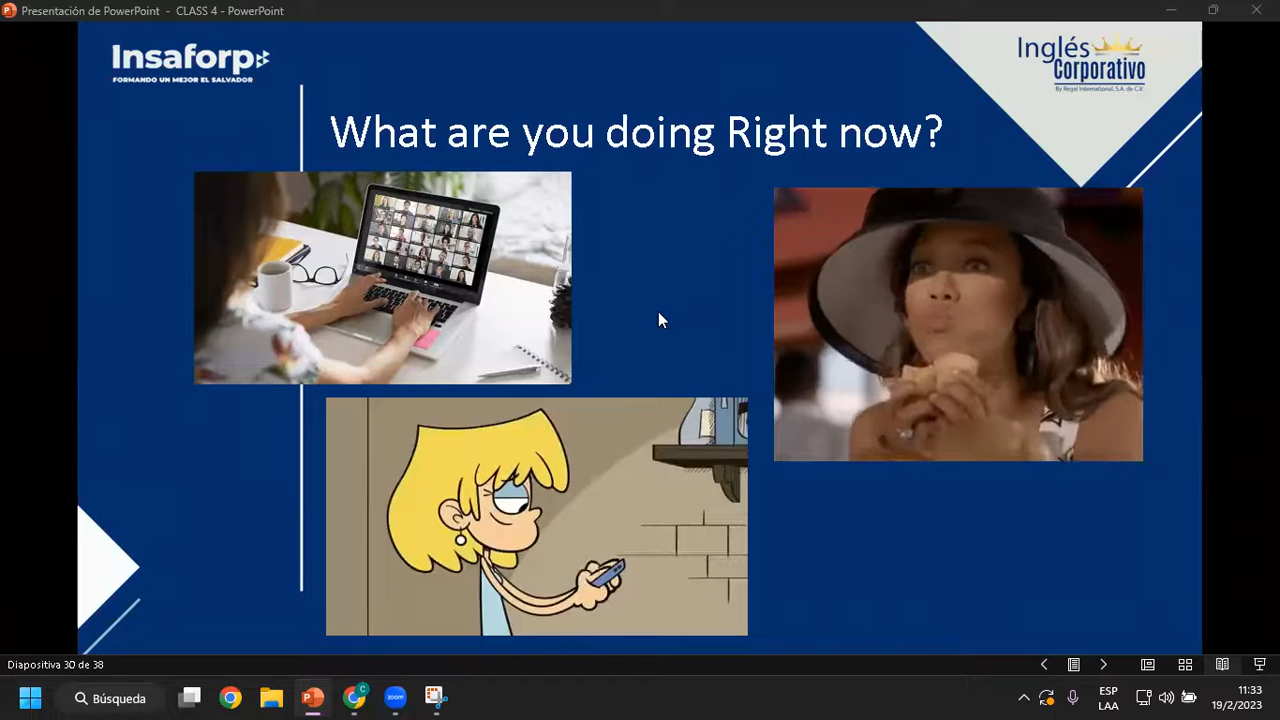 Presentación de PowerPoint - CLASS 4 - PowerPoint
Insaforp
FORMANDO UN MEJOR EL SALVADOR
Inglés
Corporativo
By Regal International, S.A. de C.V.
What are you doing Right now?
Diapositiva 30 de 38
Búsqueda
C
zoom
ESP
LAA
11:33
19/2/2023